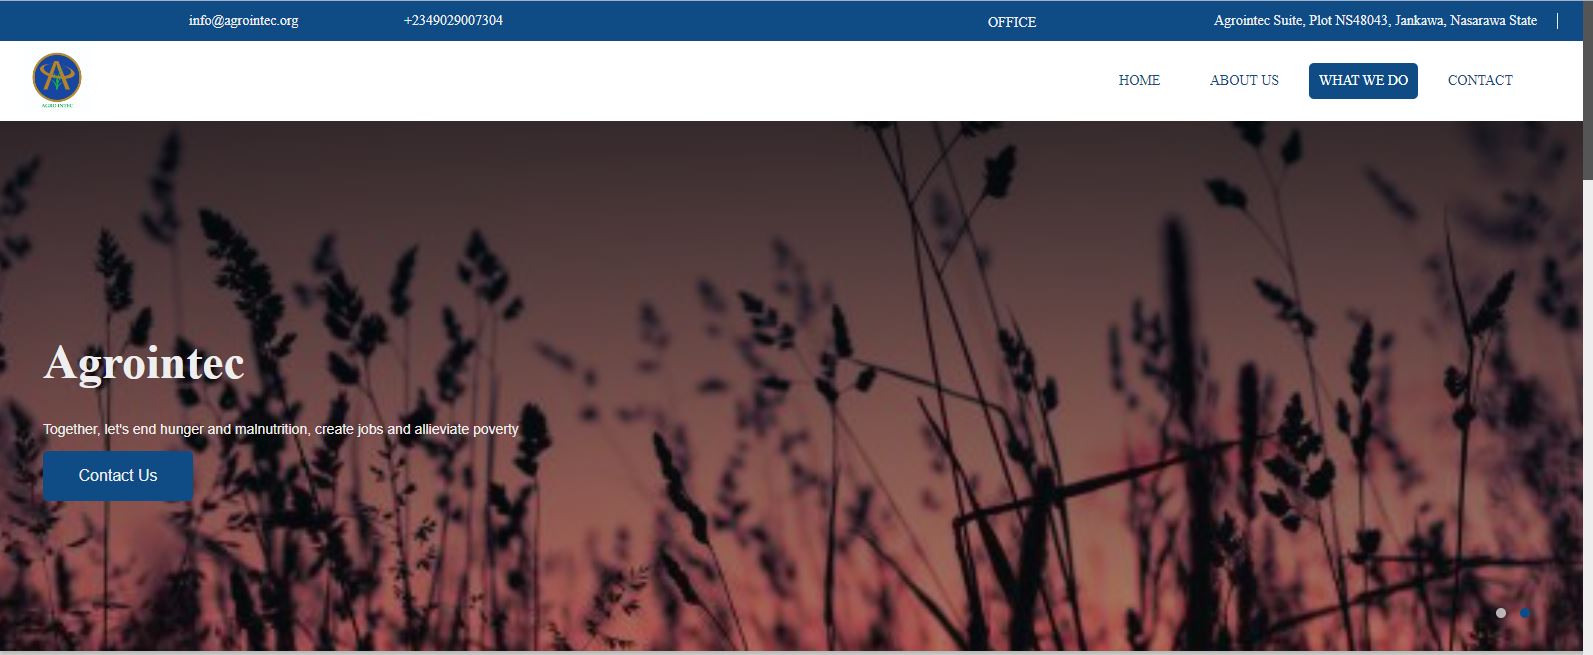 info@agrointec.org +2349029007304 OFFICE Agrointec Suite, Plot NS48043, Jankawa, Nasarawa State
AGRO INTEC
HOME ABOUT US WHAT WE DO CONTACT
Agrointec
Together, let's end hunger and malnutrition, create jobs and allieviate poverty
Contact Us